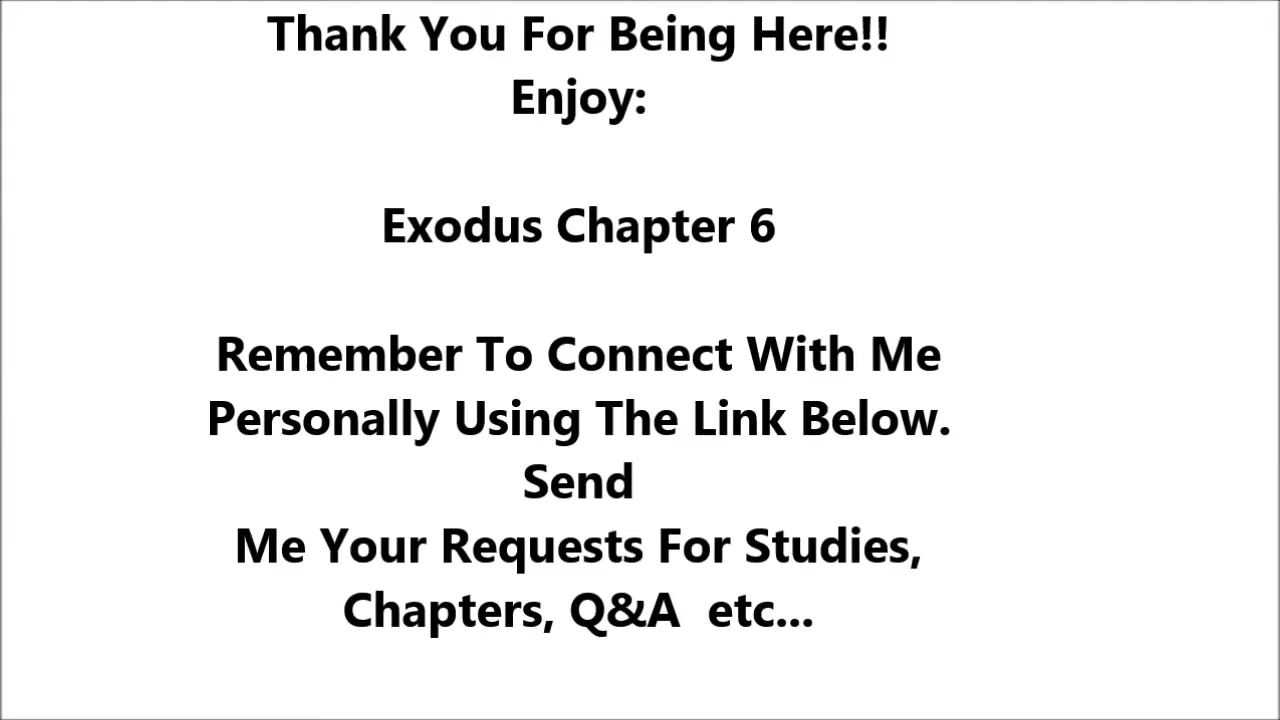 Thank You For Being Here!!
Enjoy:
Exodus Chapter 6
Remember To Connect With Me
Personally Using The Link Below.
Send
Me Your Requests For Studies,
Chapters, Q&A  etc...